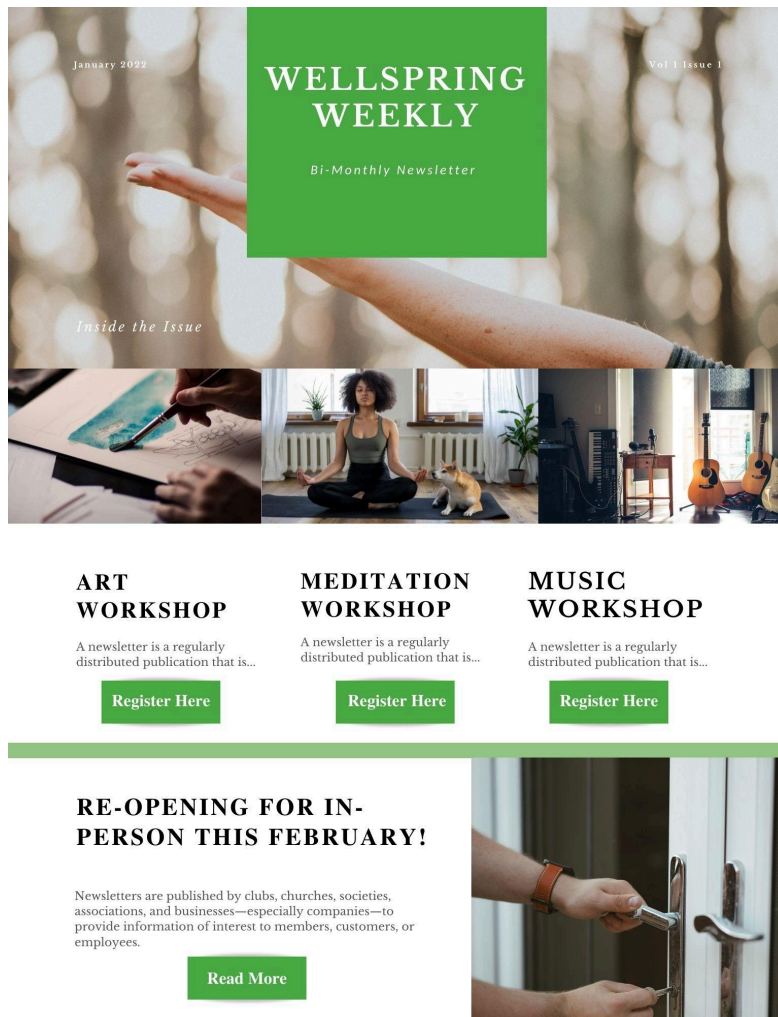 January 2022
Vol 1 Issue 1
WELLSPRING
WEEKLY
Bi-Monthly Newsletter
Inside the Issue
ART
WORKSHOP
A newsletter is a regularly
distributed publication that is...
Register Here
MEDITATION
WORKSHOP
A newsletter is a regularly
distributed publication that is...
Register Here
MUSIC
WORKSHOP
A newsletter is a regularly
distributed publication that is...
Register Here
RE-OPENING FOR IN-
PERSON THIS FEBRUARY!
Newsletters are published by clubs, churches, societies,
associations, and businesses—especially companies—to
provide information of interest to members, customers, or
employees.
Read More